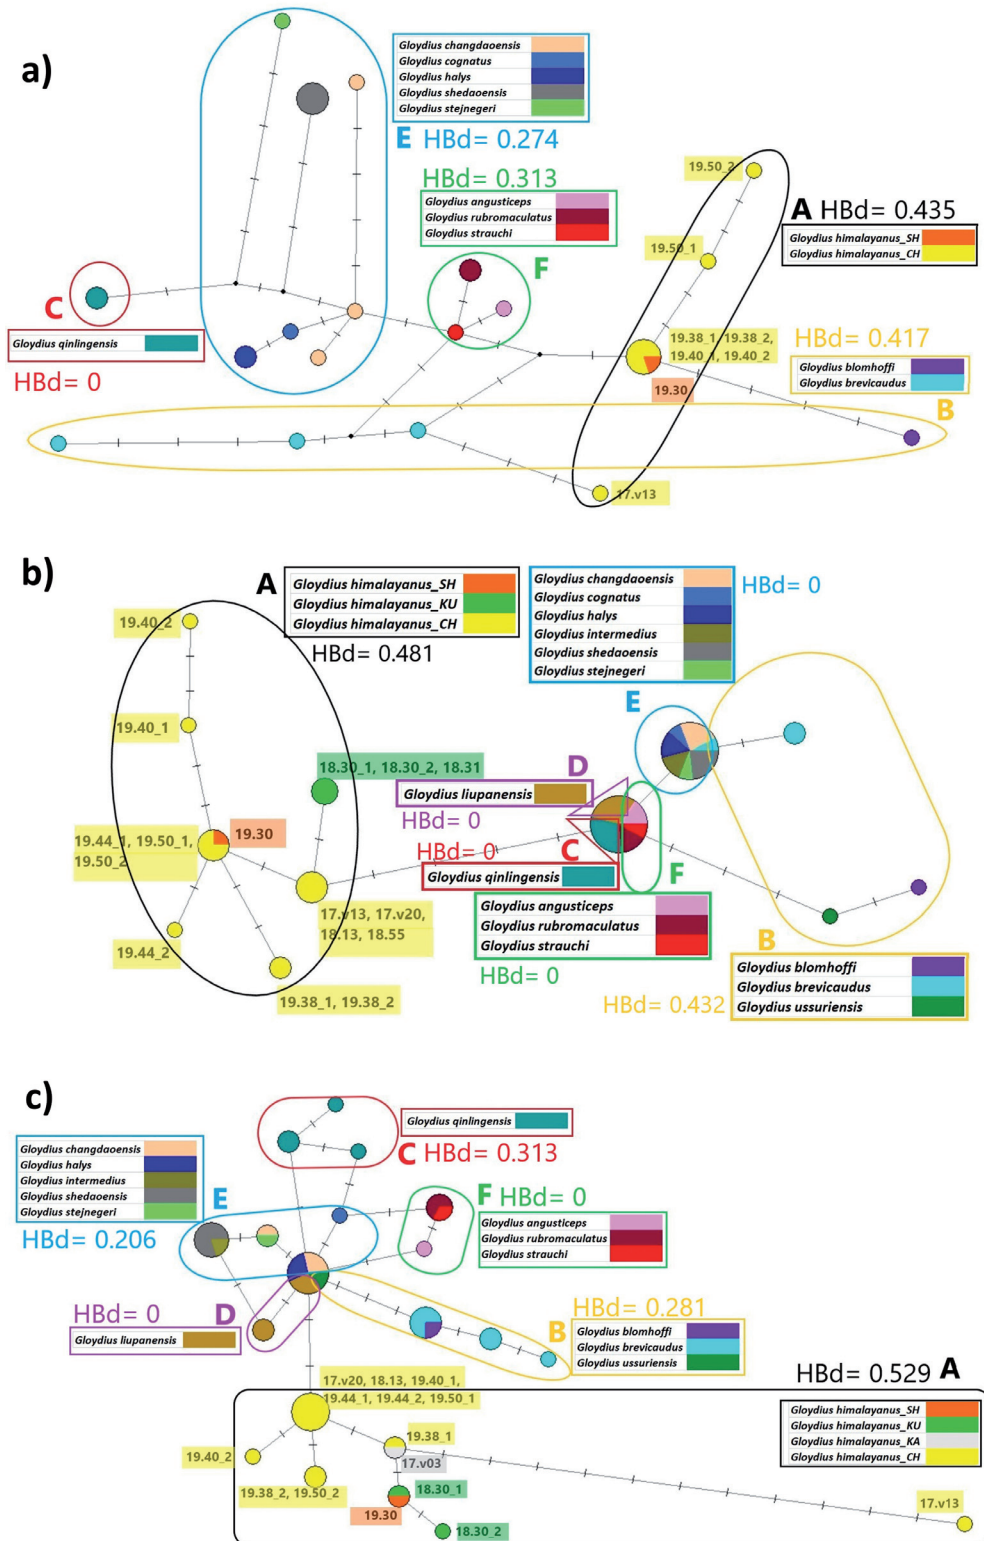 a)
Gloydius changdaoensis
Gloydius cognatus
Gloydius halys
Gloydius shedaoensis
Gloydius stejnegeri
E HBd= 0.274
HBd= 0.313
Gloydius angusticeps
Gloydius rubromaculatus
Gloydius strauchi
F
19.50_2
A HBd= 0.435
Gloydius himalayanus_SH
Gloydius himalayanus_CH
19.50_1
C
Gloydius qinlingensis
HBd= 0
19.38_1, 19.38_2,
19.40_1, 19.40_2
19.30
HBd= 0.417
Gloydius blomhoffi
Gloydius brevicaudus
B
17.v13
b)
A
Gloydius himalayanus_SH
Gloydius himalayanus_KU
Gloydius himalayanus_CH
HBd= 0.481
Gloydius changdaoensis
Gloydius cognatus
Gloydius halys
Gloydius intermedius
Gloydius shedaoensis
Gloydius stejnegeri
HBd= 0
E
19.40_2
19.40_1
18.30_1, 18.30_2, 18.31
D
Gloydius liupanensis
HBd= 0
19.44_1, 19.50_1,
19.50_2
19.30
HBd= 0
C
Gloydius qinlingensis
F
Gloydius angusticeps
Gloydius rubromaculatus
Gloydius strauchi
HBd= 0
17.v13, 17.v20,
18.13, 18.55
19.44_2
19.38_1, 19.38_2
B
Gloydius blomhoffi
Gloydius brevicaudus
Gloydius ussuriensis
HBd= 0.432
c)
Gloydius qinlingensis
C HBd= 0.313
Gloydius changdaoensis
Gloydius halys
Gloydius intermedius
Gloydius shedaoensis
Gloydius stejnegeri
E
HBd= 0.206
F HBd= 0
Gloydius angusticeps
Gloydius rubromaculatus
Gloydius strauchi
HBd= 0
D
Gloydius liupanensis
HBd= 0.281
B
Gloydius blomhoffi
Gloydius brevicaudus
Gloydius ussuriensis
HBd= 0.529 A
Gloydius himalayanus_SH
Gloydius himalayanus_KU
Gloydius himalayanus_KA
Gloydius himalayanus_CH
17.v20, 18.13, 19.40_1,
19.44_1, 19.44_2, 19.50_1
19.38_1
17.v03
19.40_2
19.38_2, 19.50_2
18.30_1
19.30
18.30_2
17.v13